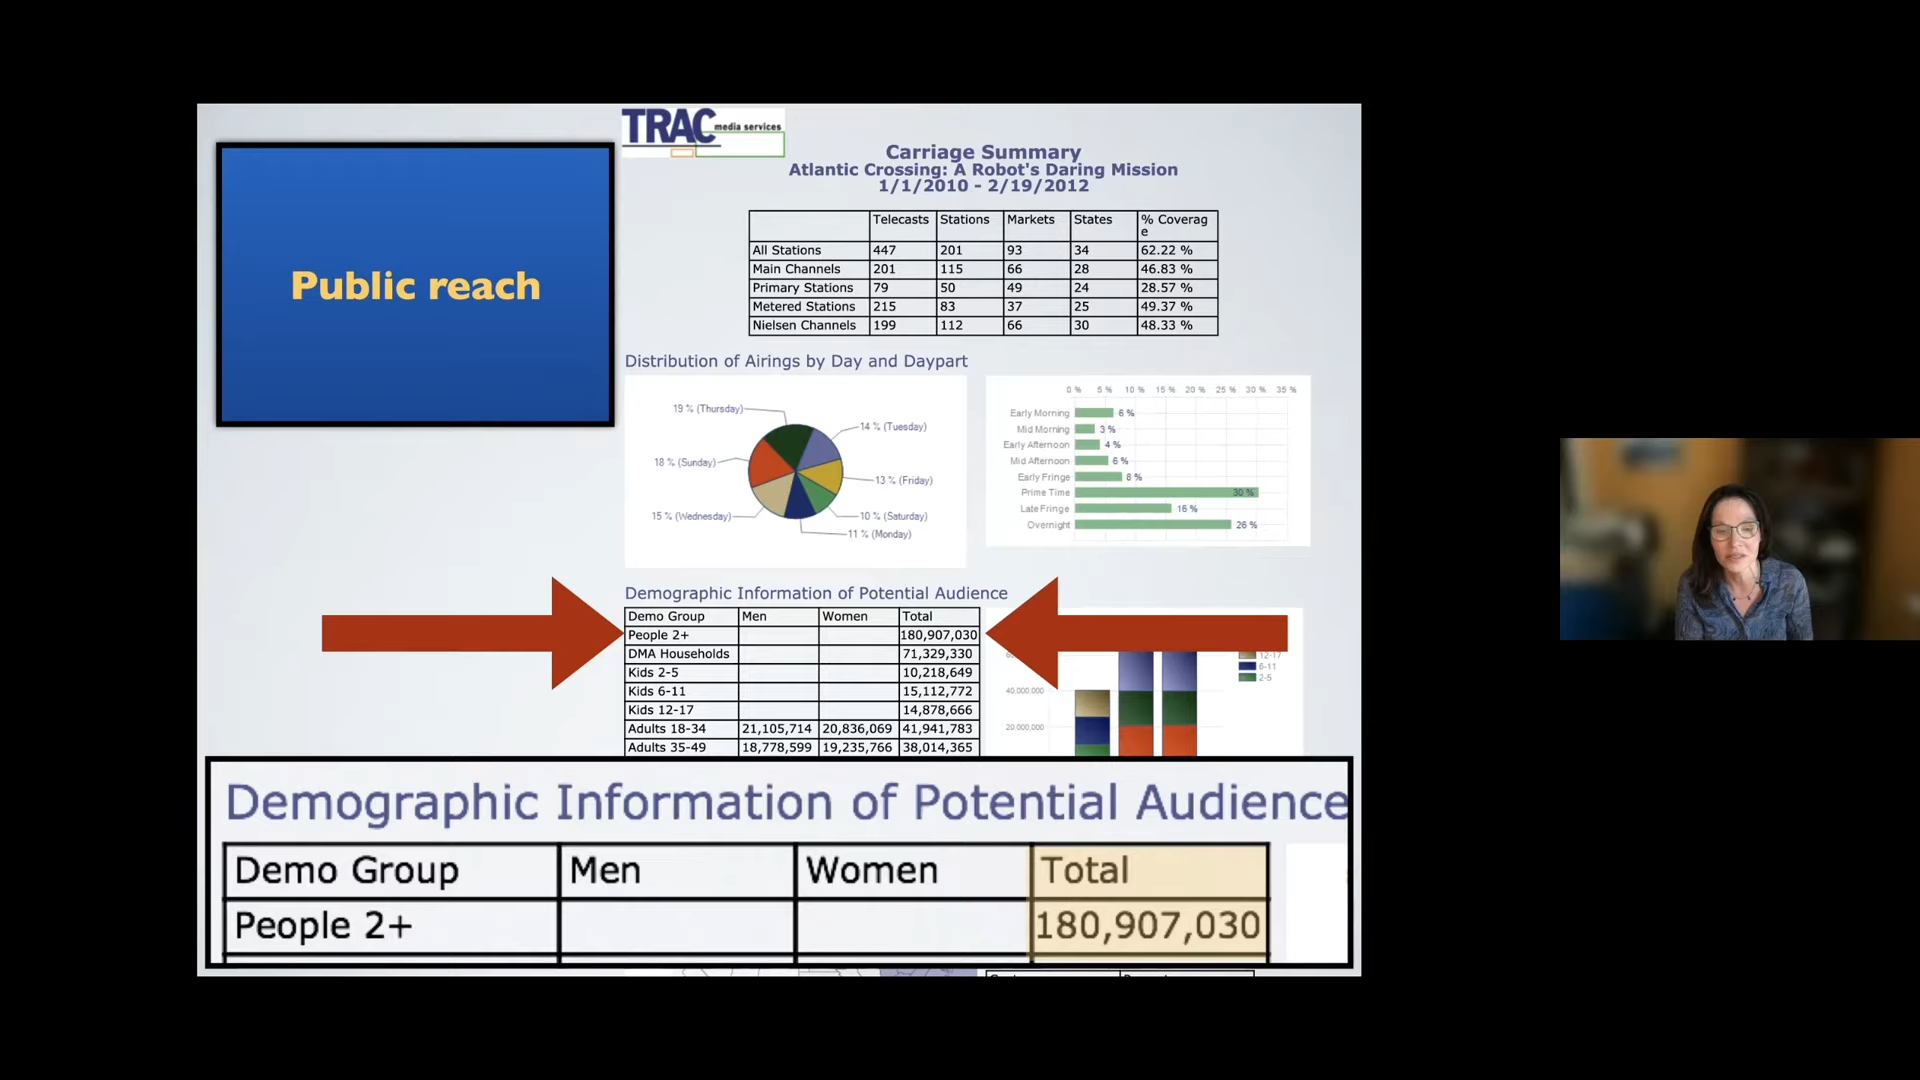 TRAC media services
Public reach
Carriage Summary
Atlantic Crossing: A Robot's Daring Mission
1/1/2010 - 2/19/2012
Telecasts Stations Markets States % Coverag
e
All Stations 447 201 93 34 62.22 %
Main Channels 201 115 66 28 46.83 %
Primary Stations 79 50 49 24 28.57 %
Metered Stations 215 83 37 25 49.37 %
Nielsen Channels 199 112 66 30 48.33 %
Distribution of Airings by Day and Daypart
19 % (Thursday)
14 % (Tuesday)
18 % (Sunday)
13 % (Friday)
15 % (Wednesday)
10 % (Saturday)
11 % (Monday)
0 % 5 % 10 % 15 % 20 % 25 % 30 % 35 %
Early Morning 6 %
Mid Morning 3 %
Early Afternoon 4 %
Mid Afternoon 6 %
Early Fringe 8 %
Prime Time 30 %
Late Fringe 16 %
Overnight 26 %
Demographic Information of Potential Audience
Demo Group Men Women Total
People 2+ 180,907,030
DMA Households 71,329,330
Kids 2-5 10,218,649
Kids 6-11 15,112,772
Kids 12-17 14,878,666
Adults 18-34 21,105,714 20,836,069 41,941,783
Adults 35-49 18,778,599 19,235,766 38,014,365
12-17
6-11
2-5
40,000,000
20,000,000
Demographic Information of Potential Audience
Demo Group Men Women Total
People 2+ 180,907,030